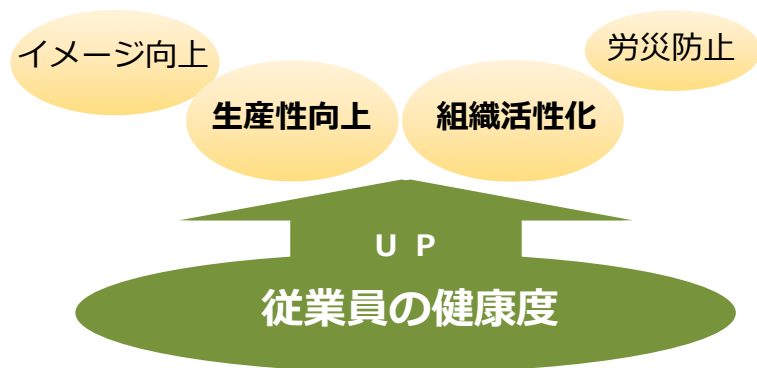 イメージ向上
労災防止
生産性向上
組織活性化
UP
従業員の健康度